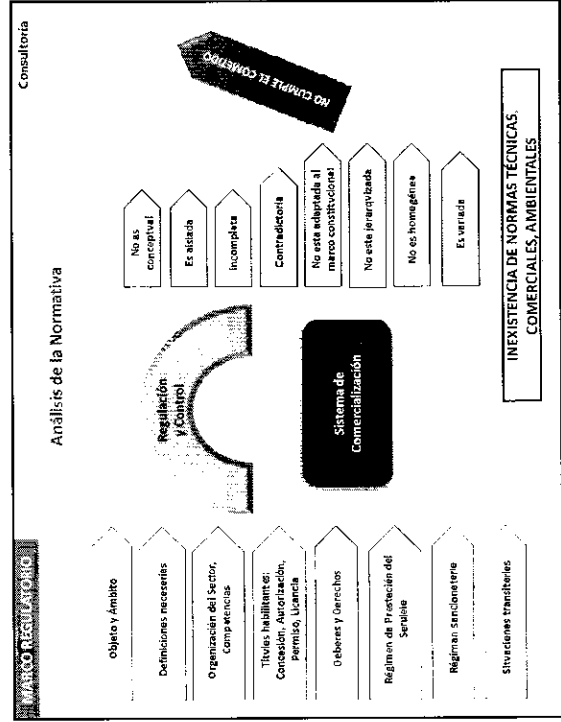 MARCO REGULATORIO
Consultoría
Análisis de la Normativa
Objeto y Ámbito
Definiciones necesarias
Organización del Sector,
Competencias
Títulos habilitantes:
Concesión, Autorización,
Permiso, Licencia
Deberes y Derechos
Régimen de Prestación del
Servicio
Régimen sancionatorio
Situaciones transitorias
Regulación
y Control
Sistema de
Comercialización
No es
conceptual
Es aislada
Incompleta
Contradictoria
No esta adaptada al
marco constitucional
No esta jerarquizada
No es homogénea
Es variada
NO CUMPLE EL COMETIDO
INEXISTENCIA DE NORMAS TÉCNICAS,
COMERCIALES, AMBIENTALES